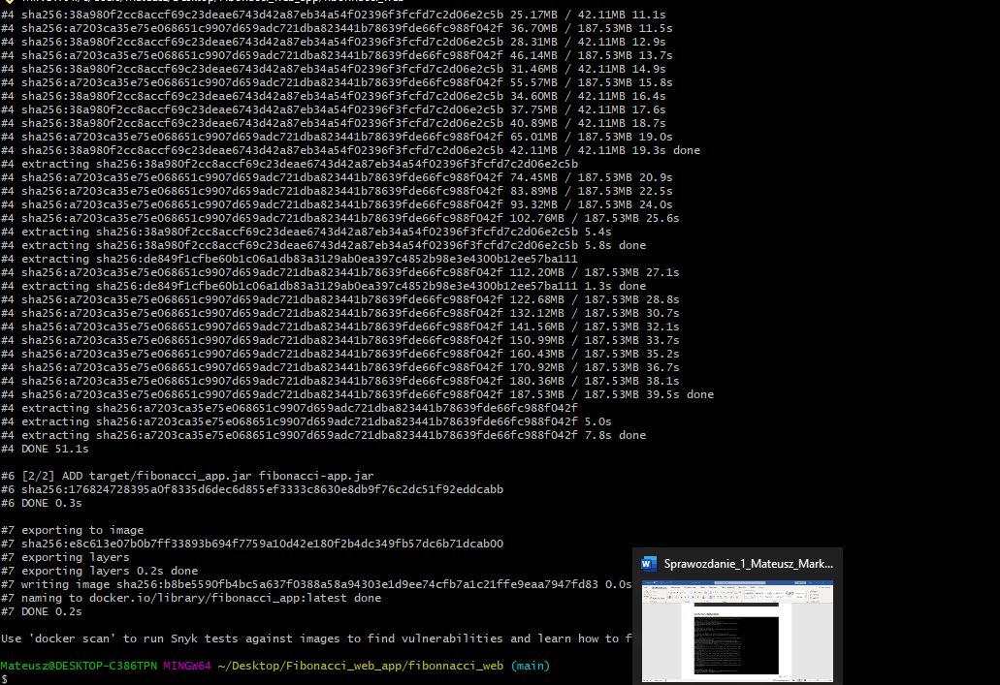 #4 sha256:38a980f2cc8accf69c23deae6743d42a87eb34a54f02396f3fcfd7c2d06e2c5b 25.17MB / 42.11MB 11.1s
#4 sha256:a7203ca35e75e068651c9907d659adc721dba823441b78639fde66fc988f042f 36.70MB / 187.53MB 11.5s
#4 sha256:38a980f2cc8accf69c23deae6743d42a87eb34a54f02396f3fcfd7c2d06e2c5b 28.31MB / 42.11MB 12.9s
#4 sha256:a7203ca35e75e068651c9907d659adc721dba823441b78639fde66fc988f042f 46.14MB / 187.53MB 13.7s
#4 sha256:38a980f2cc8accf69c23deae6743d42a87eb34a54f02396f3fcfd7c2d06e2c5b 31.46MB / 42.11MB 14.9s
#4 sha256:a7203ca35e75e068651c9907d659adc721dba823441b78639fde66fc988f042f 55.57MB / 187.53MB 15.8s
#4 sha256:38a980f2cc8accf69c23deae6743d42a87eb34a54f02396f3fcfd7c2d06e2c5b 34.60MB / 42.11MB 16.4s
#4 sha256:38a980f2cc8accf69c23deae6743d42a87eb34a54f02396f3fcfd7c2d06e2c5b 37.75MB / 42.11MB 17.6s
#4 sha256:38a980f2cc8accf69c23deae6743d42a87eb34a54f02396f3fcfd7c2d06e2c5b 40.89MB / 42.11MB 18.7s
#4 sha256:a7203ca35e75e068651c9907d659adc721dba823441b78639fde66fc988f042f 65.01MB / 187.53MB 19.0s
#4 sha256:38a980f2cc8accf69c23deae6743d42a87eb34a54f02396f3fcfd7c2d06e2c5b 42.11MB / 42.11MB 19.3s done
#4 extracting sha256:38a980f2cc8accf69c23deae6743d42a87eb34a54f02396f3fcfd7c2d06e2c5b
#4 sha256:a7203ca35e75e068651c9907d659adc721dba823441b78639fde66fc988f042f 74.45MB / 187.53MB 20.9s
#4 sha256:a7203ca35e75e068651c9907d659adc721dba823441b78639fde66fc988f042f 83.89MB / 187.53MB 22.5s
#4 sha256:a7203ca35e75e068651c9907d659adc721dba823441b78639fde66fc988f042f 93.32MB / 187.53MB 24.0s
#4 sha256:a7203ca35e75e068651c9907d659adc721dba823441b78639fde66fc988f042f 102.76MB / 187.53MB 25.6s
#4 extracting sha256:38a980f2cc8accf69c23deae6743d42a87eb34a54f02396f3fcfd7c2d06e2c5b 5.4s
#4 extracting sha256:38a980f2cc8accf69c23deae6743d42a87eb34a54f02396f3fcfd7c2d06e2c5b 5.8s done
#4 extracting sha256:de849f1cfbe60b1c06a1db83a3129ab0ea397c4852b98e3e4300b12ee57ba111
#4 sha256:a7203ca35e75e068651c9907d659adc721dba823441b78639fde66fc988f042f 112.20MB / 187.53MB 27.1s
#4 extracting sha256:de849f1cfbe60b1c06a1db83a3129ab0ea397c4852b98e3e4300b12ee57ba111 1.3s done
#4 sha256:a7203ca35e75e068651c9907d659adc721dba823441b78639fde66fc988f042f 122.68MB / 187.53MB 28.8s
#4 sha256:a7203ca35e75e068651c9907d659adc721dba823441b78639fde66fc988f042f 132.12MB / 187.53MB 30.7s
#4 sha256:a7203ca35e75e068651c9907d659adc721dba823441b78639fde66fc988f042f 141.56MB / 187.53MB 32.1s
#4 sha256:a7203ca35e75e068651c9907d659adc721dba823441b78639fde66fc988f042f 150.99MB / 187.53MB 33.7s
#4 sha256:a7203ca35e75e068651c9907d659adc721dba823441b78639fde66fc988f042f 160.43MB / 187.53MB 35.2s
#4 sha256:a7203ca35e75e068651c9907d659adc721dba823441b78639fde66fc988f042f 170.92MB / 187.53MB 36.7s
#4 sha256:a7203ca35e75e068651c9907d659adc721dba823441b78639fde66fc988f042f 180.36MB / 187.53MB 38.1s
#4 sha256:a7203ca35e75e068651c9907d659adc721dba823441b78639fde66fc988f042f 187.53MB / 187.53MB 39.5s done
#4 extracting sha256:a7203ca35e75e068651c9907d659adc721dba823441b78639fde66fc988f042f
#4 extracting sha256:a7203ca35e75e068651c9907d659adc721dba823441b78639fde66fc988f042f 5.0s
#4 extracting sha256:a7203ca35e75e068651c9907d659adc721dba823441b78639fde66fc988f042f 7.8s done
#4 DONE 51.1s
#6 [2/2] ADD target/fibonacci_app.jar fibonacci-app.jar
#6 sha256:176824728395a0f8335d6dec6d855ef3333c8630e8db9f76c2dc51f92eddcabb
#6 DONE 0.3s
#7 exporting to image
#7 sha256:e8c613e07b0b7ff33893b694f7759a10d42e180f2b4dc349fb57dc6b71dcab00
#7 exporting layers
#7 exporting layers 0.2s done
#7 writing image sha256:b8be5590fb4bc5a637f0388a58a94303e1d9ee74cfb7a1c21ffe9eaa7947fd83 0.0s
#7 naming to docker.io/library/fibonacci_app:latest done
#7 DONE 0.2s
Use 'docker scan' to run Snyk tests against images to find vulnerabilities and learn how to f
Mateusz@DESKTOP-C386TPN MINGW64 ~/Desktop/Fibonacci_web_app/fibonnacci_web (main)
$
Sprawozdanie_1_Mateusz_Mark...